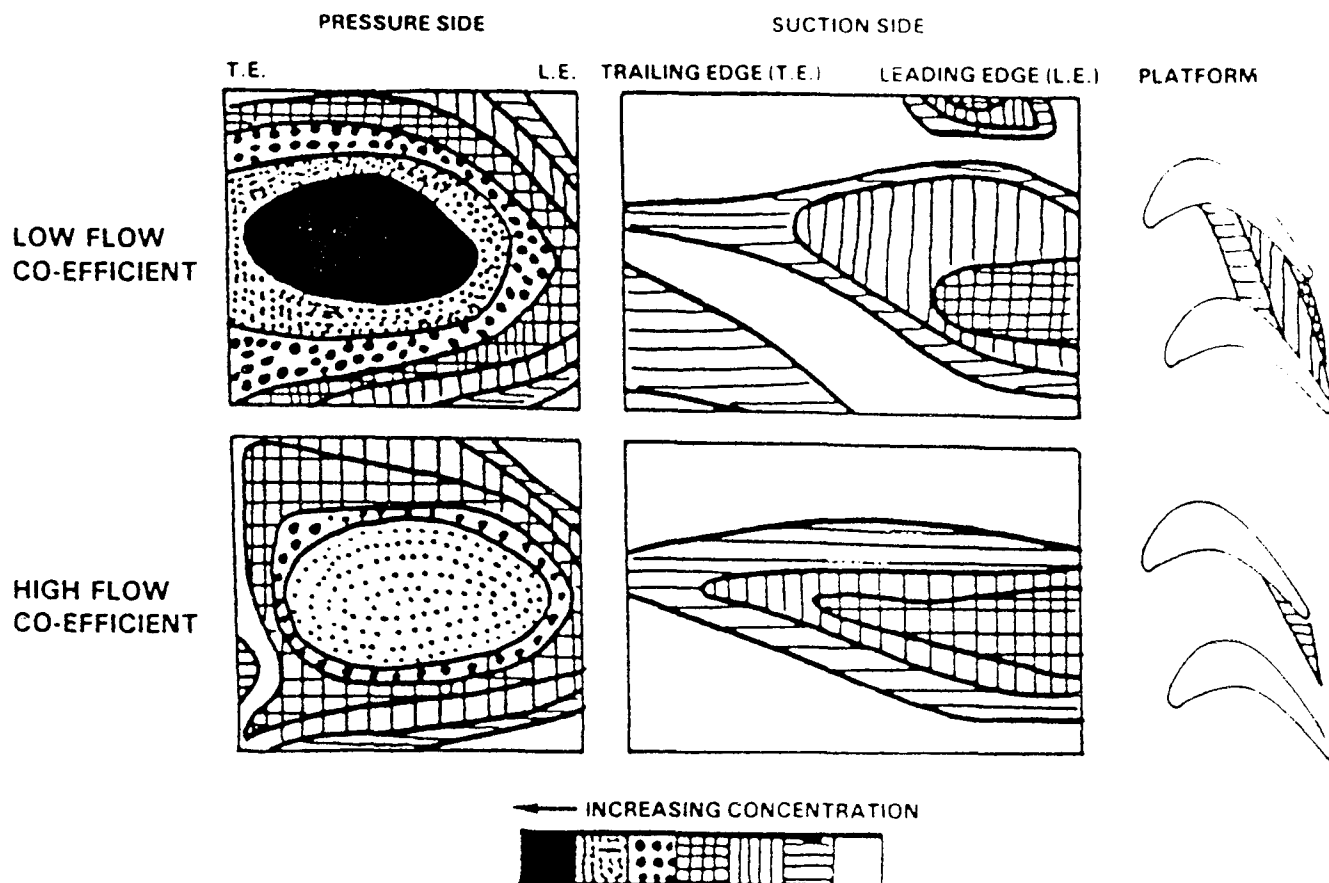 PRESSURE SIDE
SUCTION SIDE
T.E.
L.E.
TRAILING EDGE (T.E.)
LEADING EDGE (L.E.)
PLATFORM
LOW FLOW
CO-EFFICIENT
HIGH FLOW
CO-EFFICIENT
INCREASING CONCENTRATION